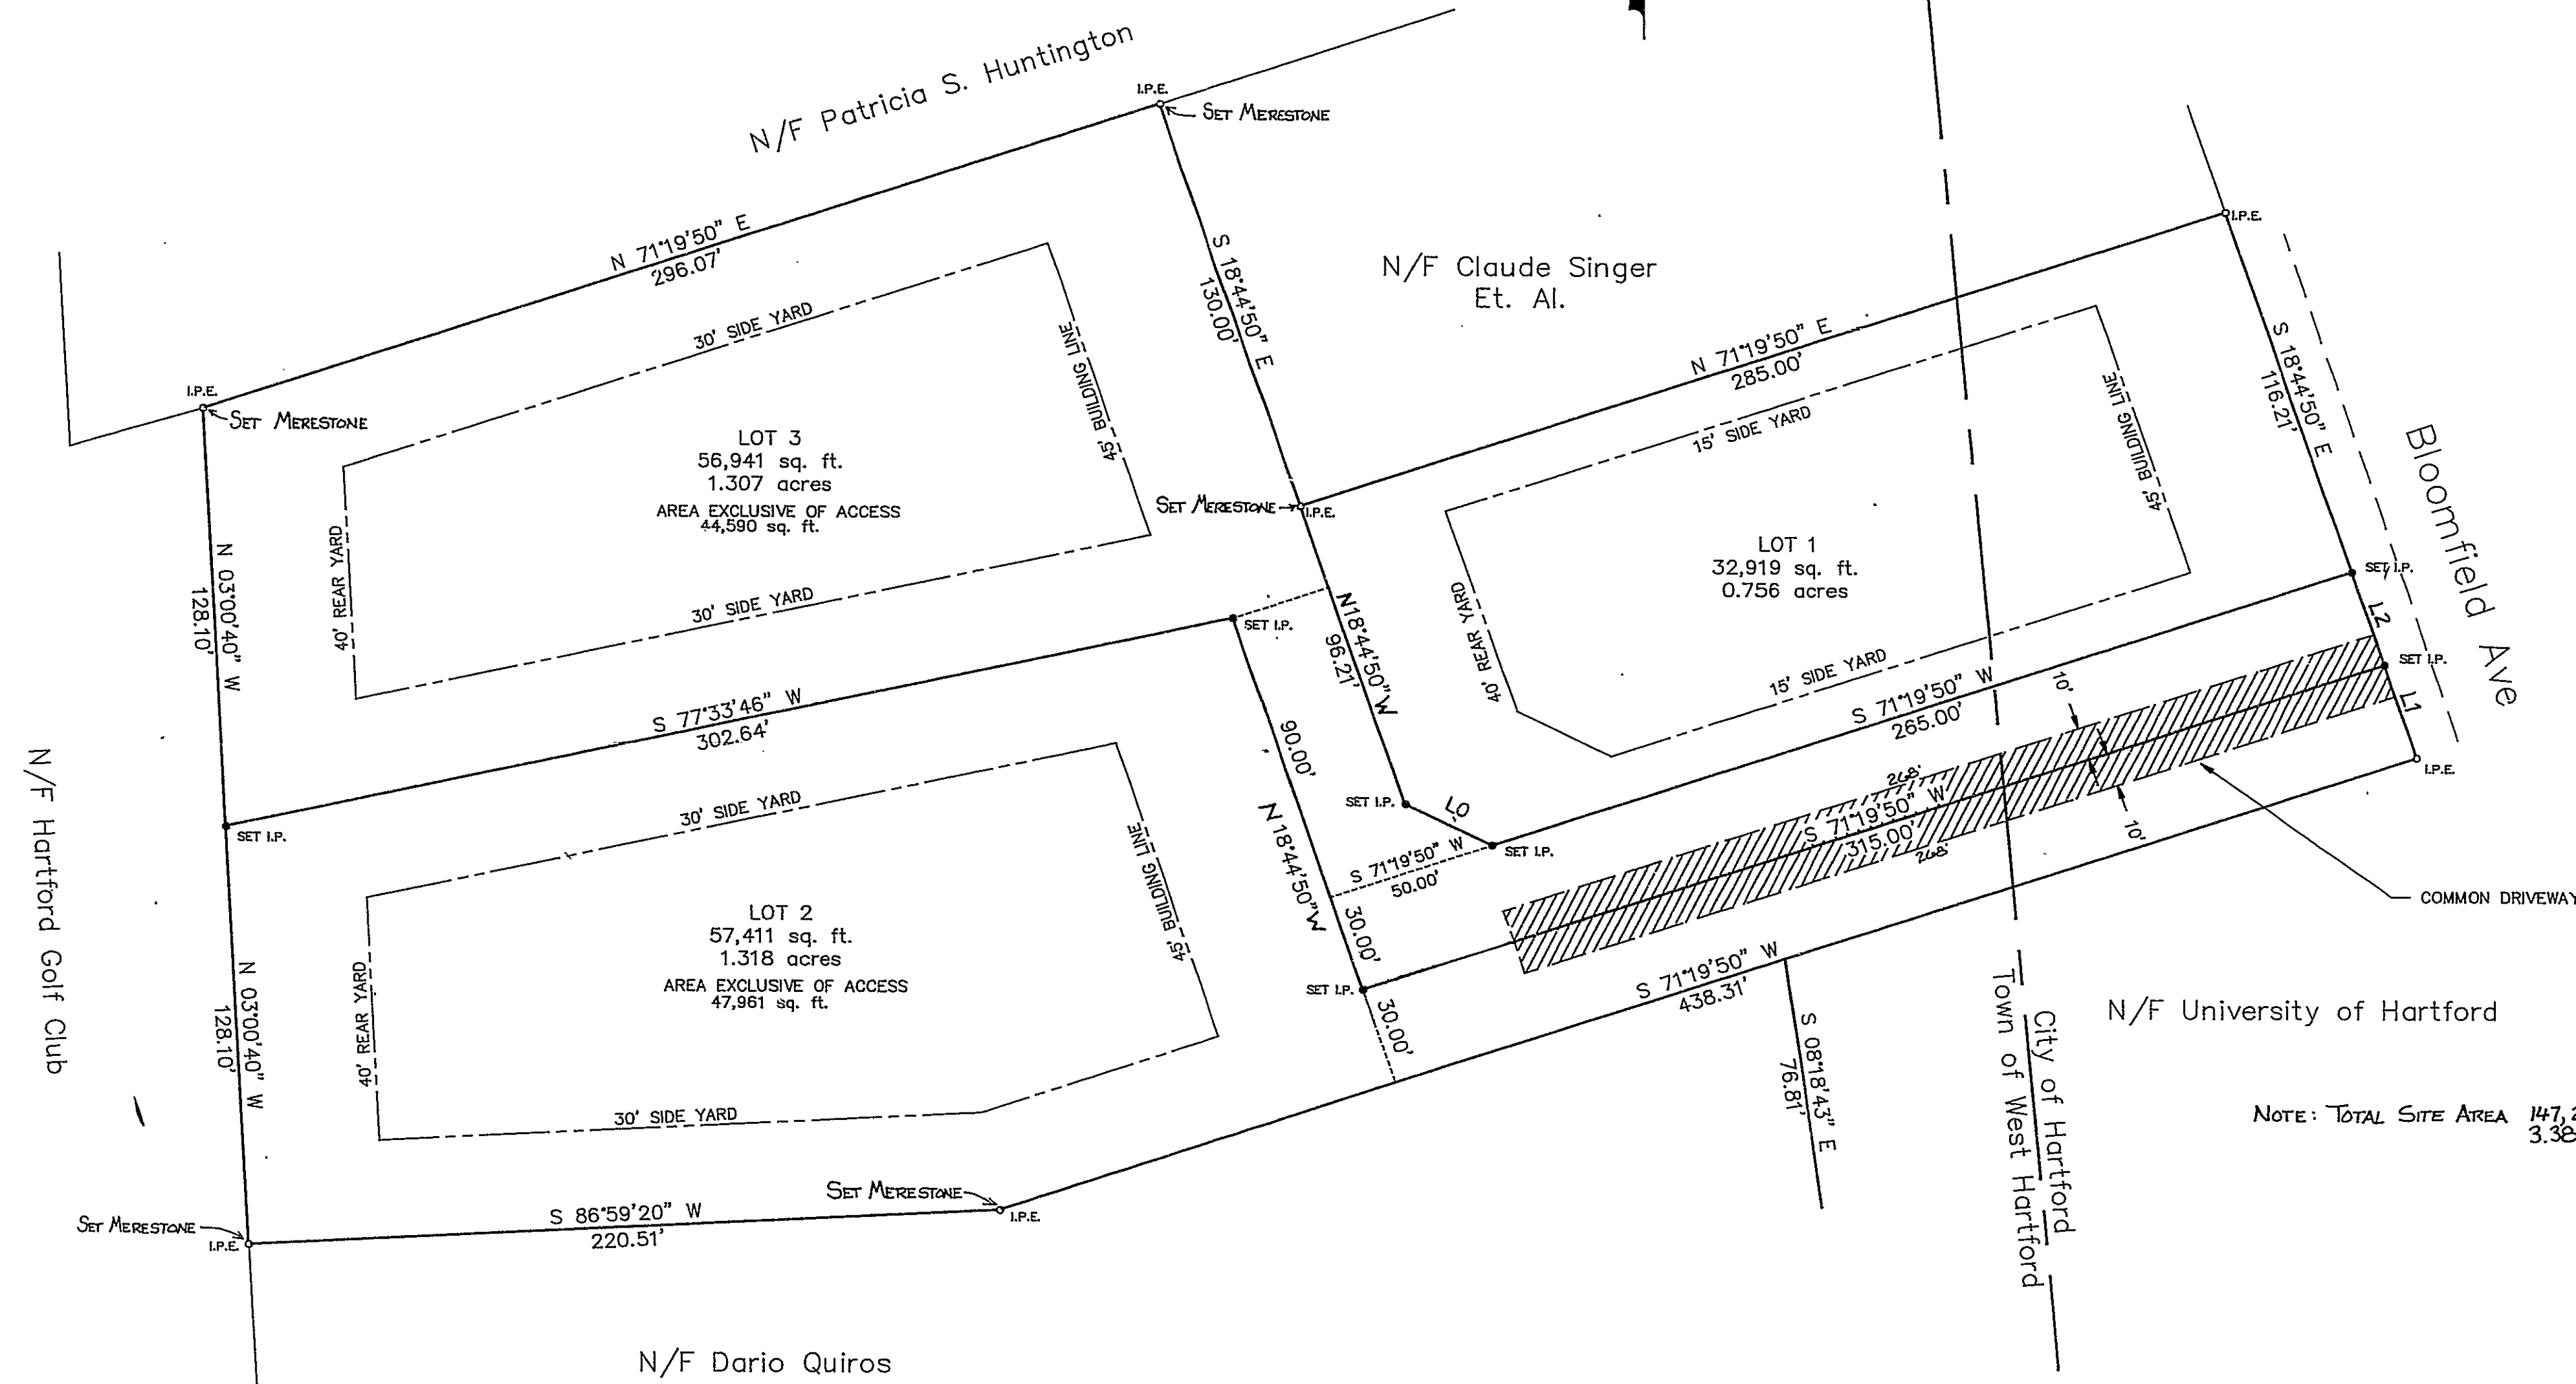 N/F Patricia S. Huntington
I.P.E.
SET MERESTONE
N 71°19'50" E
296.07'
I.P.E.
SET MERESTONE
30' SIDE YARD
45' BUILDING LINE
S 18°44'50" E
130.00'
N/F Claude Singer
Et. Al.
I.P.E.
N 71°19'50" E
285.00'
15' SIDE YARD
45' BUILDING LINE
S 18°44'50" E
116.21'
Bloomfield Ave
LOT 3
56,941 sq. ft.
1.307 acres
AREA EXCLUSIVE OF ACCESS
44,590 sq. ft.
SET MERESTONE
I.P.E.
LOT 1
32,919 sq. ft.
0.756 acres
40' REAR YARD
N 03°00'40" W
128.10'
30' SIDE YARD
SET I.P.
N18°44'50"W
96.21'
40' REAR YARD
15' SIDE YARD
SET I.P.
L2
SET I.P.
L1
I.P.E.
S 71°19'50" W
265.00'
10'
10'
S 77°33'46" W
302.64'
90.00'
N18°44'50"W
SET I.P.
LO
SET I.P.
S 71°19'50" W
50.00'
268'
S 71°19'50" W
315.00'
268'
COMMON DRIVEWAY
SET I.P.
30' SIDE YARD
45' BUILDING LINE
LOT 2
57,411 sq. ft.
1.318 acres
AREA EXCLUSIVE OF ACCESS
47,961 sq. ft.
40' REAR YARD
30.00'
SET I.P.
30.00'
S 71°19'50" W
438.31'
N/F Hartford Golf Club
N 03°00'40" W
128.10'
30' SIDE YARD
S 08°18'43" E
76.81'
Town of West Hartford
City of Hartford
N/F University of Hartford
NOTE: TOTAL SITE AREA 147,2
3.38
SET MERESTONE
I.P.E.
SET MERESTONE
I.P.E.
S 86°59'20" W
220.51'
N/F Dario Quiros